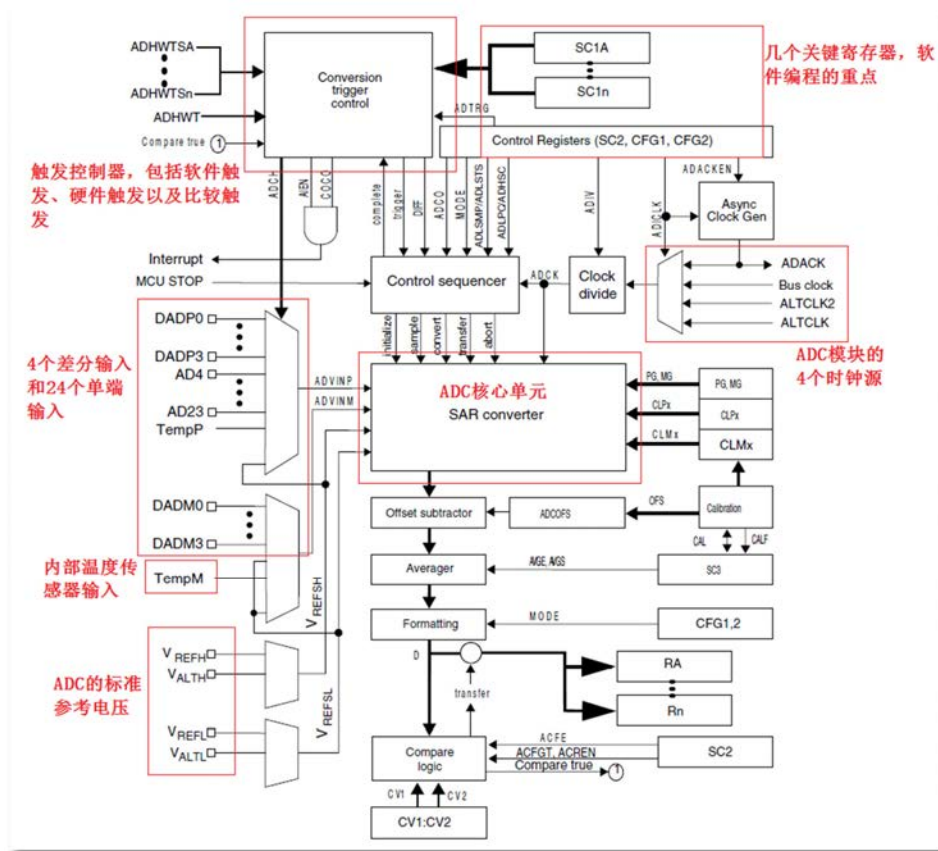 ADHWTSA
ADHWTSn
ADHWT
Compare true 1
Conversion
trigger
control
SC1A
SC1n
几个关键寄存器，软
件编程的重点
ADTRG
Control Registers (SC2, CFG1, CFG2)
触发控制器，包括软件触
发、硬件触发以及比较触
发
ADCH
AIEN
COCO
complete
trigger
DIFF
ADCO
MODE
ADLSMP/ADLSTS
ADLPC/ADHSC
ADIV
ADICLK
ADACKEN
Async
Clock Gen
Interrupt
MCU STOP
Control sequencer
ADCK
Clock
divide
ADACK
Bus clock
ALTCLK2
ALTCLK
ADC模块的
4个时钟源
initialize
sample
convert
transfer
abort
4个差分输入
和24个单端
输入
DADP0
DADP3
AD4
AD23
TempP
ADVINP
ADVINM
ADC核心单元
SAR converter
PG, MG
CLPx
CLMx
PG, MG
CLPx
CLMx
DADM0
DADM3
Offset subtractor
ADCOFS
OFS
Calibration
CAL
CALF
内部温度传
感器输入
TempM
Averager
AVGE, AVGS
SC3
Formatting
MODE
CFG1,2
VREFSH
ADC的标准
参考电压
VREFH
VALTH
VREFL
VALTL
VREFSL
D
transfer
RA
Rn
Compare
logic
ACFE
ACFGT, ACREN
Compare true
1
SC2
CV1
CV2
CV1:CV2